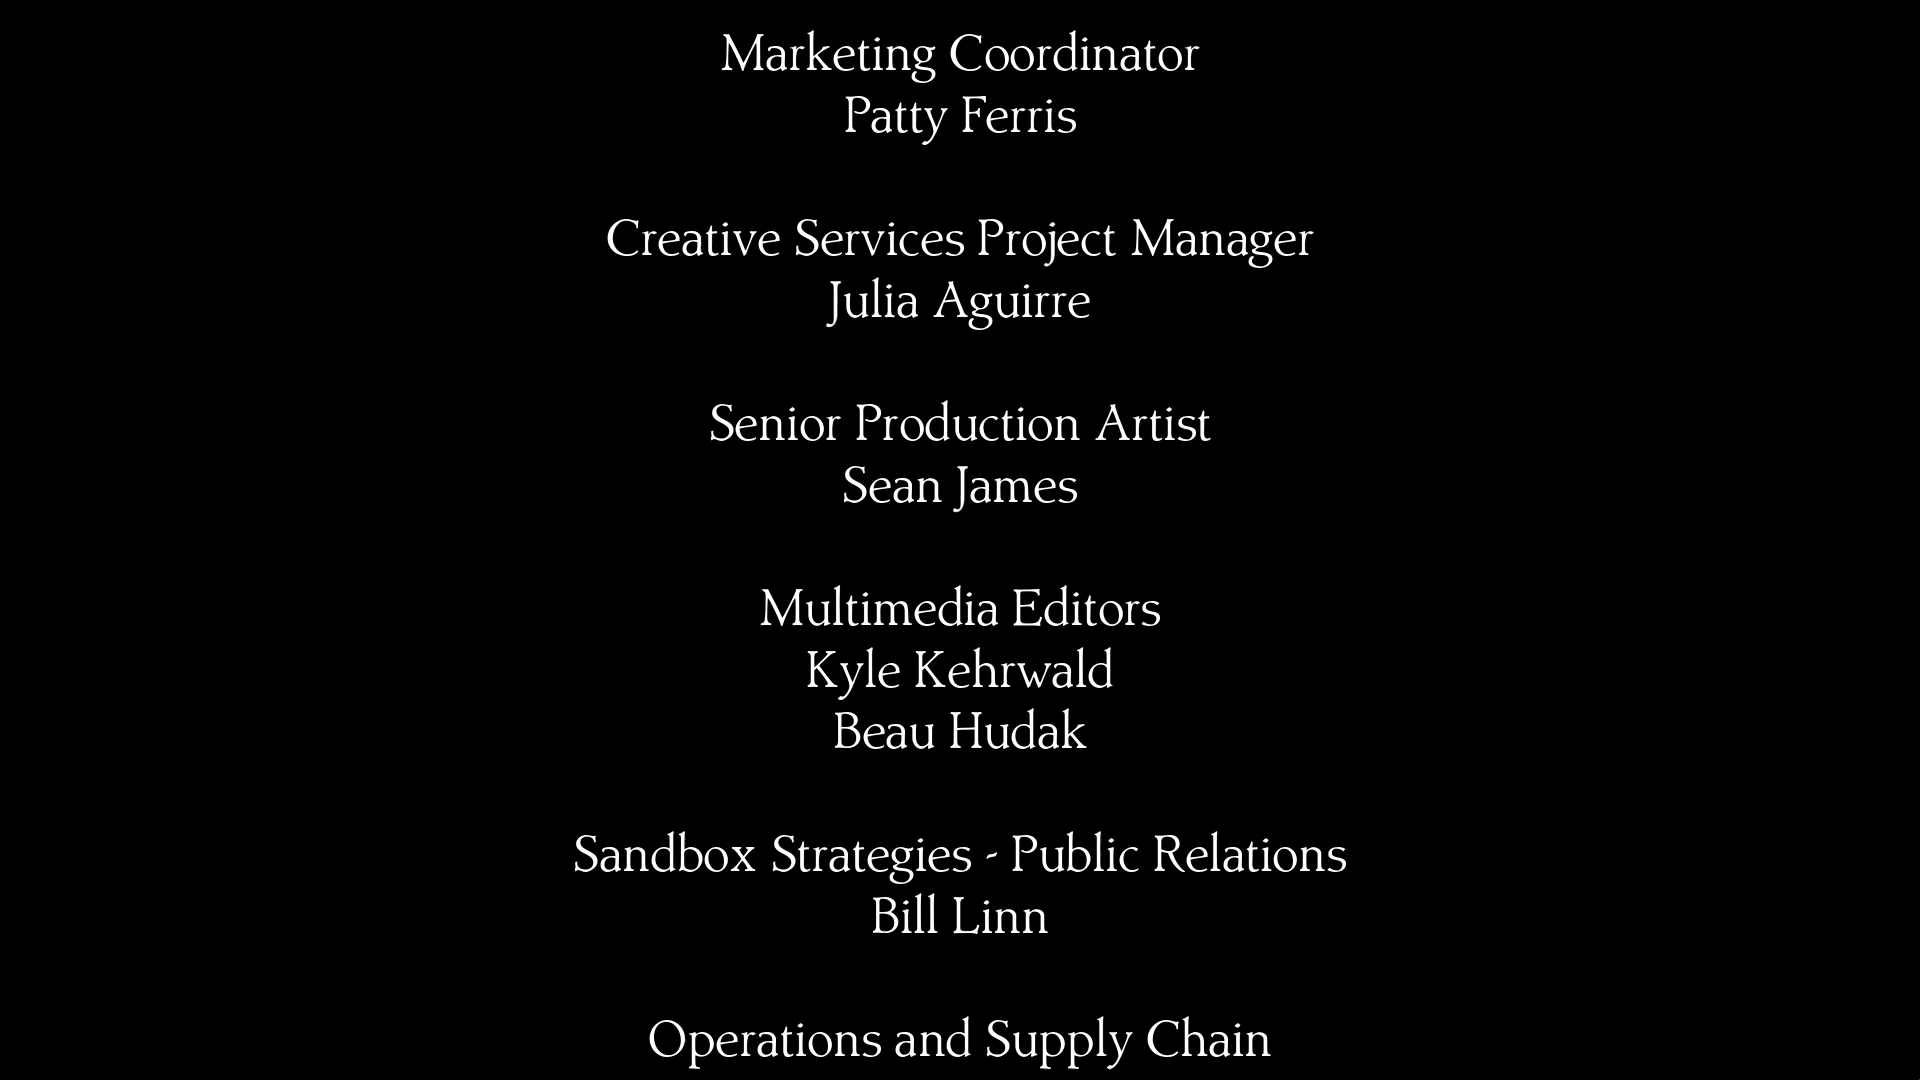 Marketing Coordinator
Patty Ferris
Creative Services Project Manager
Julia Aguirre
Senior Production Artist
Sean James
Multimedia Editors
Kyle Kehrwald
Beau Hudak
Sandbox Strategies - Public Relations
Bill Linn
Operations and Supply Chain